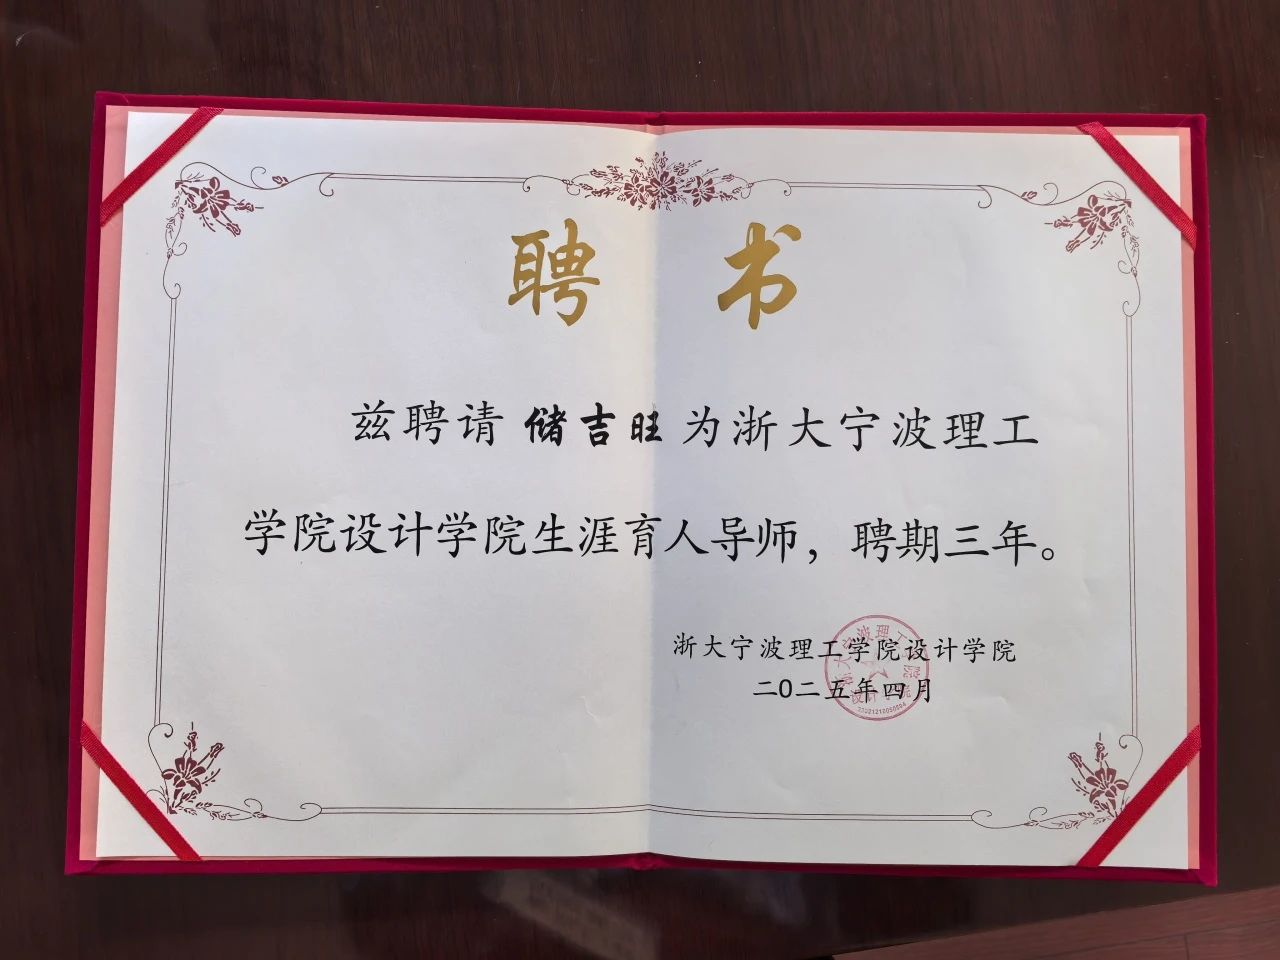 聘 书
兹聘请 储吉旺 为浙大宁波理工
学院设计学院生涯育人导师，聘期三年。
浙大宁波理工学院设计学院
二〇二五年四月